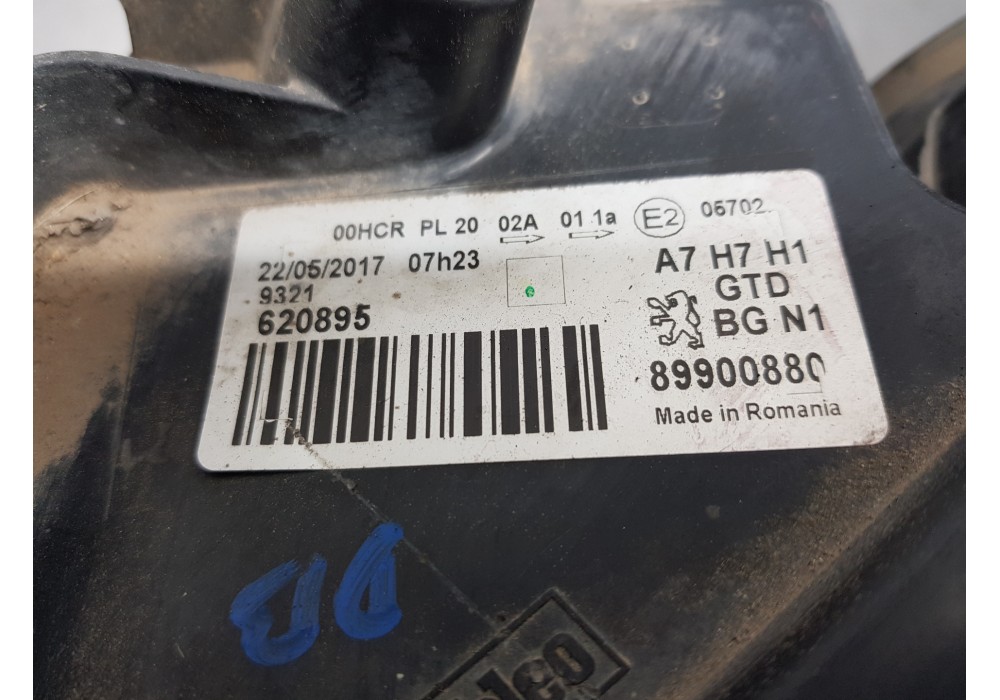 00HCR PL 20 02A 01 1a E2 05702
22/05/2017 07h23
9321
620895
A7 H7 H1
GTD
BG N1
89900880
Made in Romania